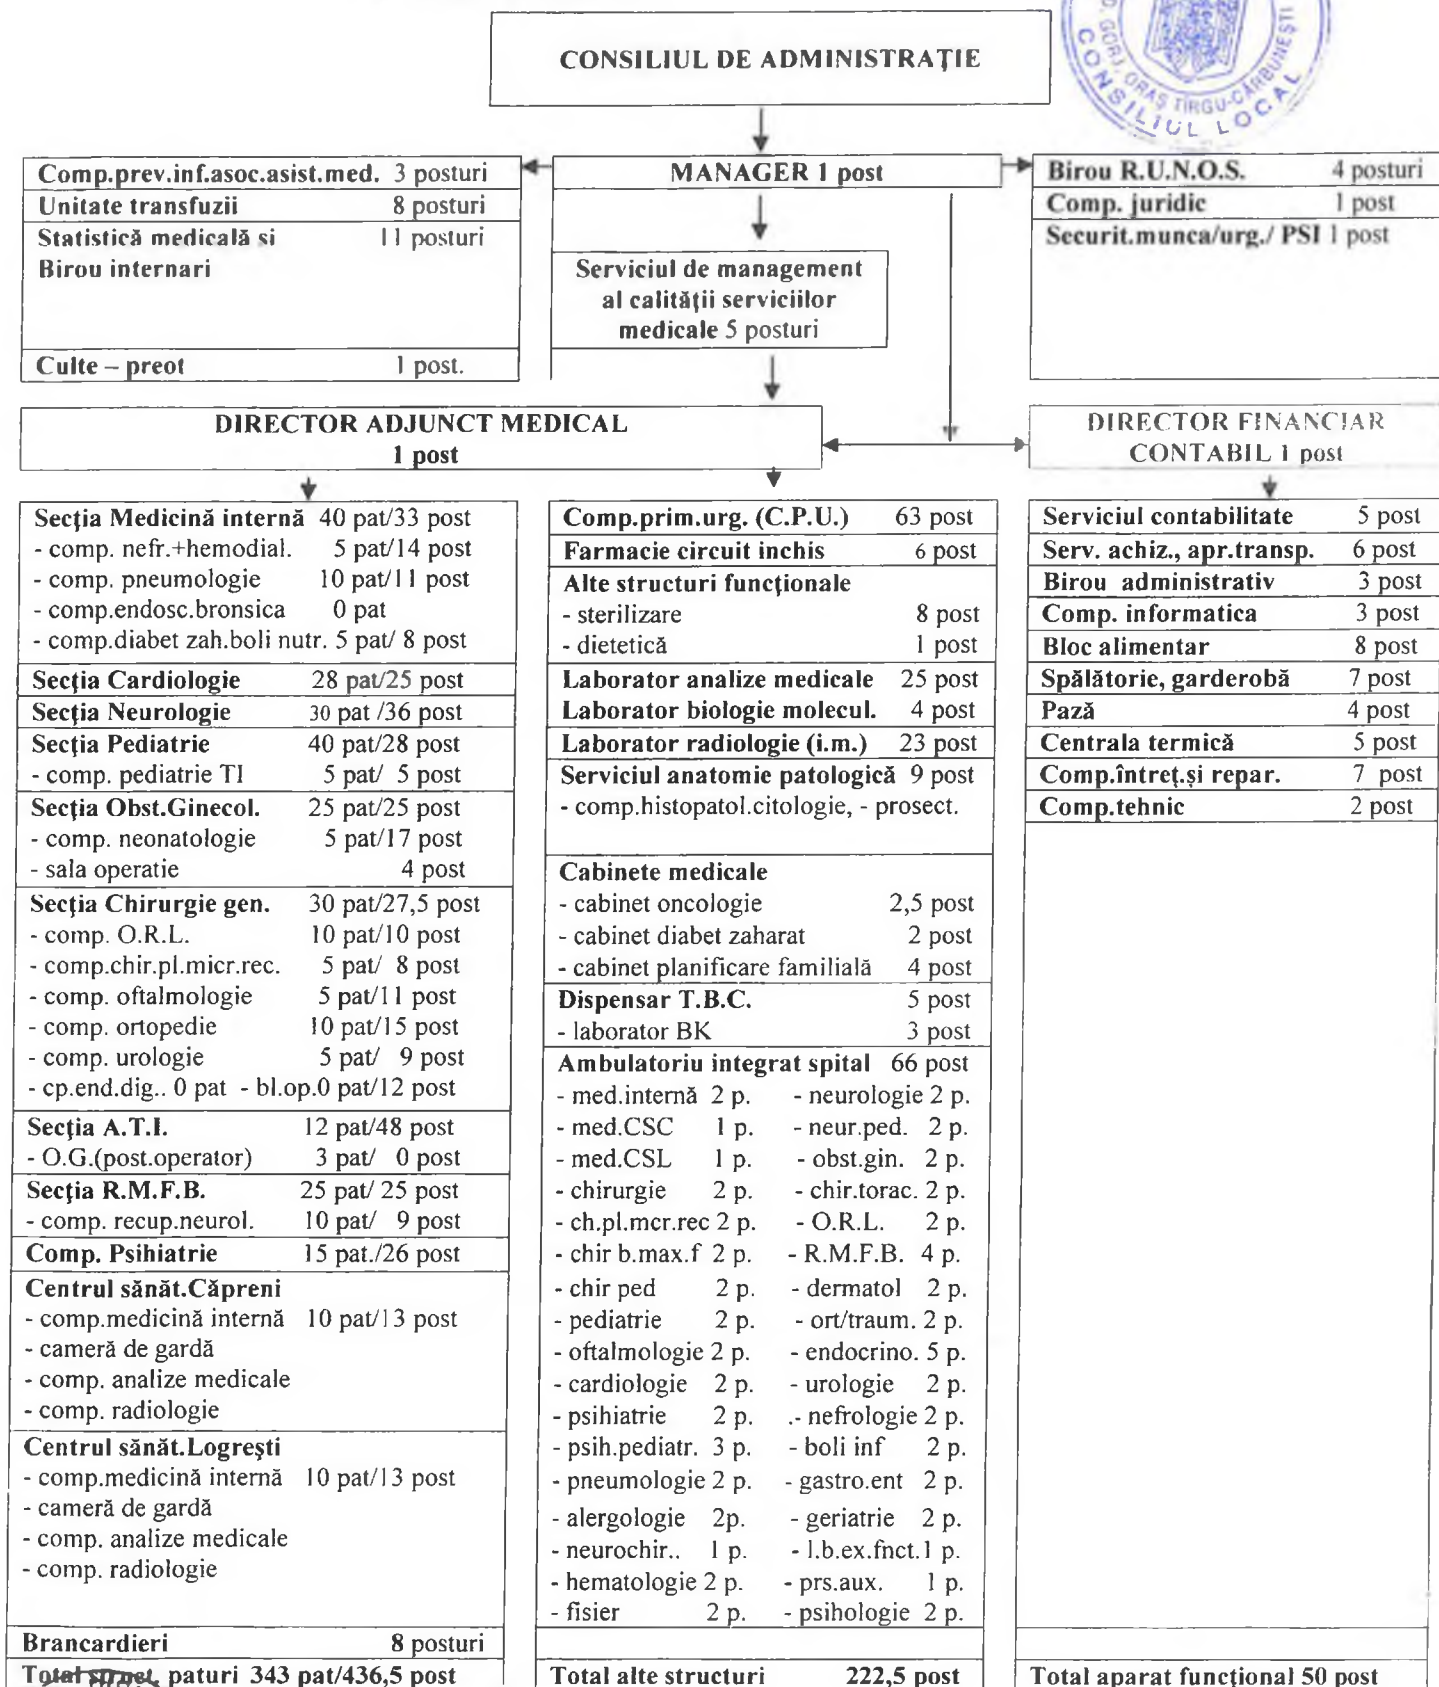 CONSILIUL DE ADMINISTRAȚIE
GORJ, ORAȘ TÎRGU-CĂRBUNEȘTI
CONSILIUL LOCAL
Comp.prev.inf.asoc.asist.med. 3 posturi
Unitate transfuzii 8 posturi
Statistică medicală si 11 posturi
Birou internari
Culte – preot 1 post.
MANAGER 1 post
Serviciul de management
al calității serviciilor
medicale 5 posturi
Birou R.U.N.O.S. 4 posturi
Comp. juridic 1 post
Securit.munca/urg./ PSI 1 post
DIRECTOR ADJUNCT MEDICAL
1 post
DIRECTOR FINANCIAR
CONTABIL 1 post
Secția Medicină internă 40 pat/33 post
- comp. nefr.+hemodial. 5 pat/14 post
- comp. pneumologie 10 pat/11 post
- comp.endosc.bronsica 0 pat
- comp.diabet zah.boli nutr. 5 pat/ 8 post
Secția Cardiologie 28 pat/25 post
Secția Neurologie 30 pat /36 post
Secția Pediatrie 40 pat/28 post
- comp. pediatrie TI 5 pat/ 5 post
Secția Obst.Ginecol. 25 pat/25 post
- comp. neonatologie 5 pat/17 post
- sala operatie 4 post
Secția Chirurgie gen. 30 pat/27,5 post
- comp. O.R.L. 10 pat/10 post
- comp.chir.pl.micr.rec. 5 pat/ 8 post
- comp. oftalmologie 5 pat/11 post
- comp. ortopedie 10 pat/15 post
- comp. urologie 5 pat/ 9 post
- cp.end.dig.. 0 pat - bl.op.0 pat/12 post
Secția A.T.I. 12 pat/48 post
- O.G.(post.operator) 3 pat/ 0 post
Secția R.M.F.B. 25 pat/ 25 post
- comp. recup.neurol. 10 pat/ 9 post
Comp. Psihiatrie 15 pat./26 post
Centrul sănăt.Căpreni
- comp.medicină internă 10 pat/13 post
- cameră de gardă
- comp. analize medicale
- comp. radiologie
Centrul sănăt.Logrești
- comp.medicină internă 10 pat/13 post
- cameră de gardă
- comp. analize medicale
- comp. radiologie
Brancardieri 8 posturi
Total paturi 343 pat/436,5 post
Comp.prim.urg. (C.P.U.) 63 post
Farmacie circuit inchis 6 post
Alte structuri funcționale
- sterilizare 8 post
- dietetică 1 post
Laborator analize medicale 25 post
Laborator biologie molecul. 4 post
Laborator radiologie (i.m.) 23 post
Serviciul anatomie patologică 9 post
- comp.histopatol.citologie, - prosect.
Cabinete medicale
- cabinet oncologie 2,5 post
- cabinet diabet zaharat 2 post
- cabinet planificare familială 4 post
Dispensar T.B.C. 5 post
- laborator BK 3 post
Ambulatoriu integrat spital 66 post
- med.internă 2 p. - neurologie 2 p.
- med.CSC 1 p. - neur.ped. 2 p.
- med.CSL 1 p. - obst.gin. 2 p.
- chirurgie 2 p. - chir.torac. 2 p.
- ch.pl.mcr.rec 2 p. - O.R.L. 2 p.
- chir b.max.f 2 p. - R.M.F.B. 4 p.
- chir ped 2 p. - dermatol 2 p.
- pediatrie 2 p. - ort/traum. 2 p.
- oftalmologie 2 p. - endocrino. 5 p.
- cardiologie 2 p. - urologie 2 p.
- psihiatrie 2 p. .- nefrologie 2 p.
- psih.pediatr. 3 p. - boli inf 2 p.
- pneumologie 2 p. - gastro.ent 2 p.
- alergologie 2p. - geriatrie 2 p.
- neurochir.. 1 p. - l.b.ex.fnct.1 p.
- hematologie 2 p. - prs.aux. 1 p.
- fisier 2 p. - psihologie 2 p.
Total alte structuri 222,5 post
Serviciul contabilitate 5 post
Serv. achiz., apr.transp. 6 post
Birou administrativ 3 post
Comp. informatica 3 post
Bloc alimentar 8 post
Spălătorie, garderobă 7 post
Pază 4 post
Centrala termică 5 post
Comp.întreț.și repar. 7 post
Comp.tehnic 2 post
Total aparat funcțional 50 post